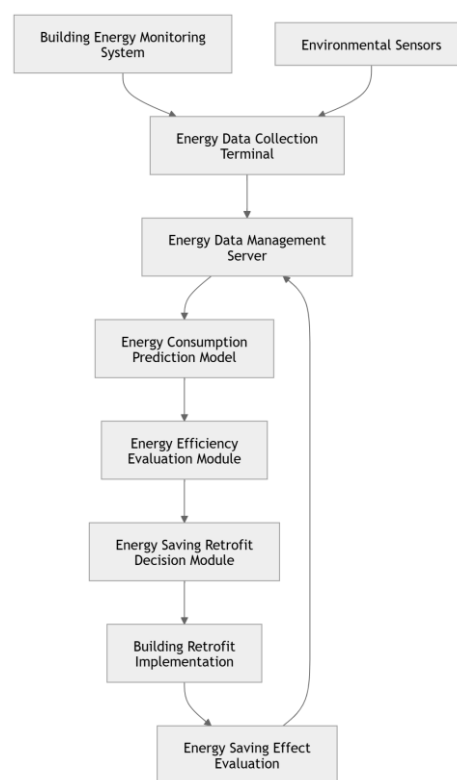 Building Energy Monitoring
System
Environmental Sensors
Energy Data Collection
Terminal
Energy Data Management
Server
Energy Consumption
Prediction Model
Energy Efficiency
Evaluation Module
Energy Saving Retrofit
Decision Module
Building Retrofit
Implementation
Energy Saving Effect
Evaluation